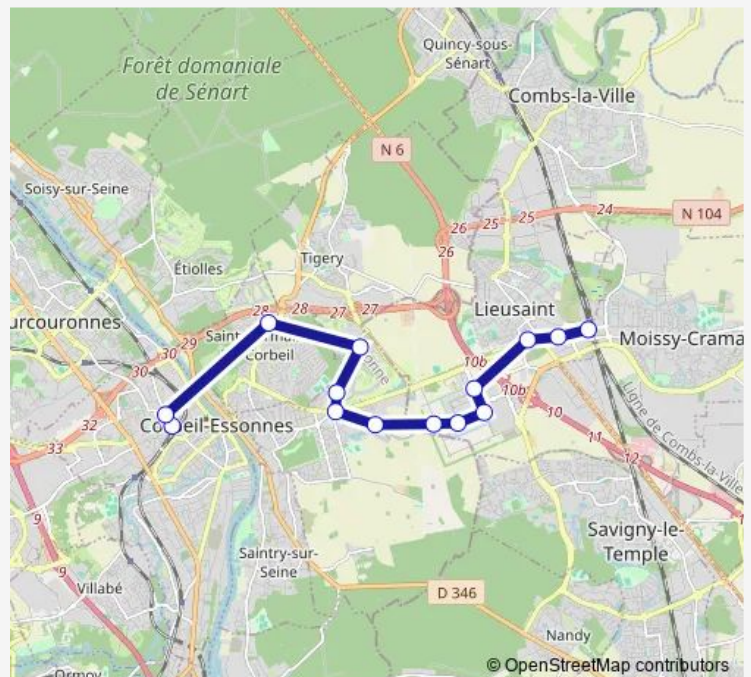 Quincy-sous-
Sénart
Forêt domaniale
de Sénart
Combs-la-Ville
N 6
Soisy-sur-Seine
26
25
25
24
N 104
26
Étiolles
Tigery
28
28
27
27
Lieusaint
urcouronnes
29
30
30
Corbeil
Moissy-Crama
10b
10b
32
33
Corbeil-Essonnes
10
11
12
Ligne de Combs-la-Ville
9
9
Saintry-sur-
Seine
Savigny-le-
Temple
Villabé
D 346
Nandy
Ormoy
© OpenStreetMap contributors